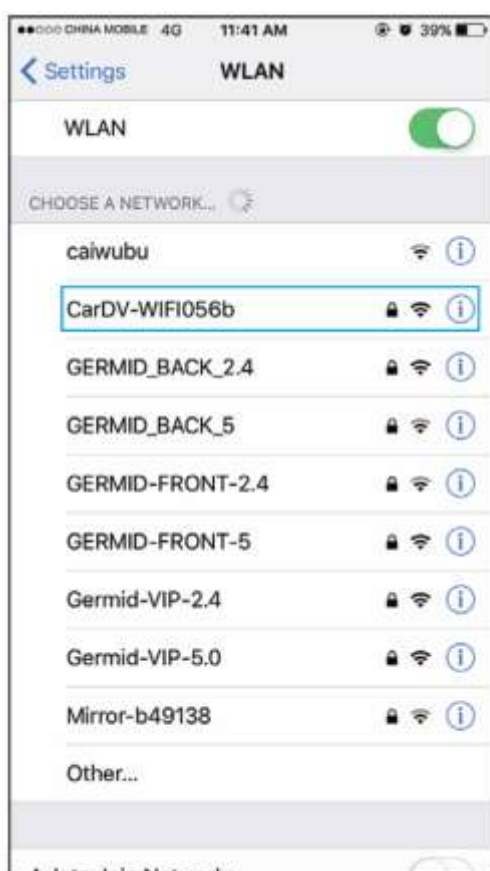 CHINA MOBILE 4G 11:41 AM 39%
Settings WLAN
WLAN
CHOOSE A NETWORK...
caiwubu
CarDV-WIFI056b
GERMID_BACK_2.4
GERMID_BACK_5
GERMID-FRONT-2.4
GERMID-FRONT-5
Germid-VIP-2.4
Germid-VIP-5.0
Mirror-b49138
Other...